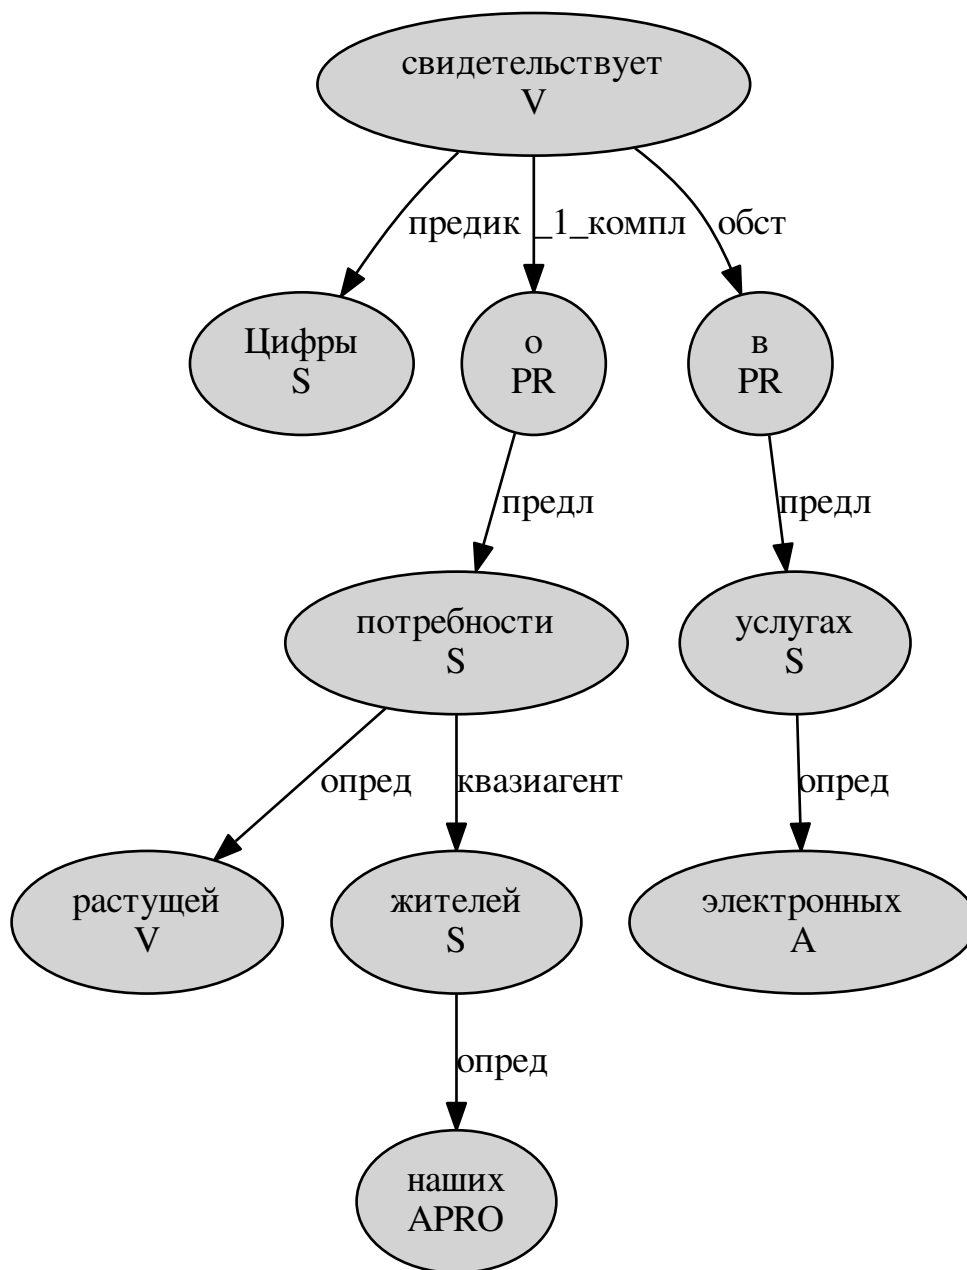 свидетельствует
V
предик
_1_компл
обст
Цифры
S
о
PR
в
PR
предл
предл
потребности
S
услугах
S
опред
квазиагент
опред
растущей
V
жителей
S
электронных
A
опред
наших
APRO